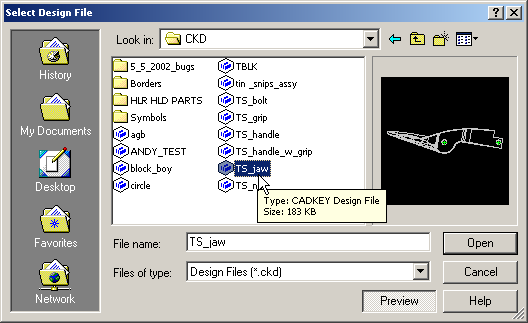 Select Design File
Look in:
CKD
History
My Documents
Desktop
Favorites
Network
5_5_2002_bugs
Borders
HLR HLD PARTS
Symbols
agb
ANDY_TEST
block_boy
circle
TBLK
tin _snips_assy
TS_bolt
TS_grip
TS_handle
TS_handle_w_grip
TS_jaw
TS_n
Type: CADKEY Design File
Size: 183 KB
File name:
TS_jaw
Open
Files of type:
Design Files (*.ckd)
Cancel
Preview
Help